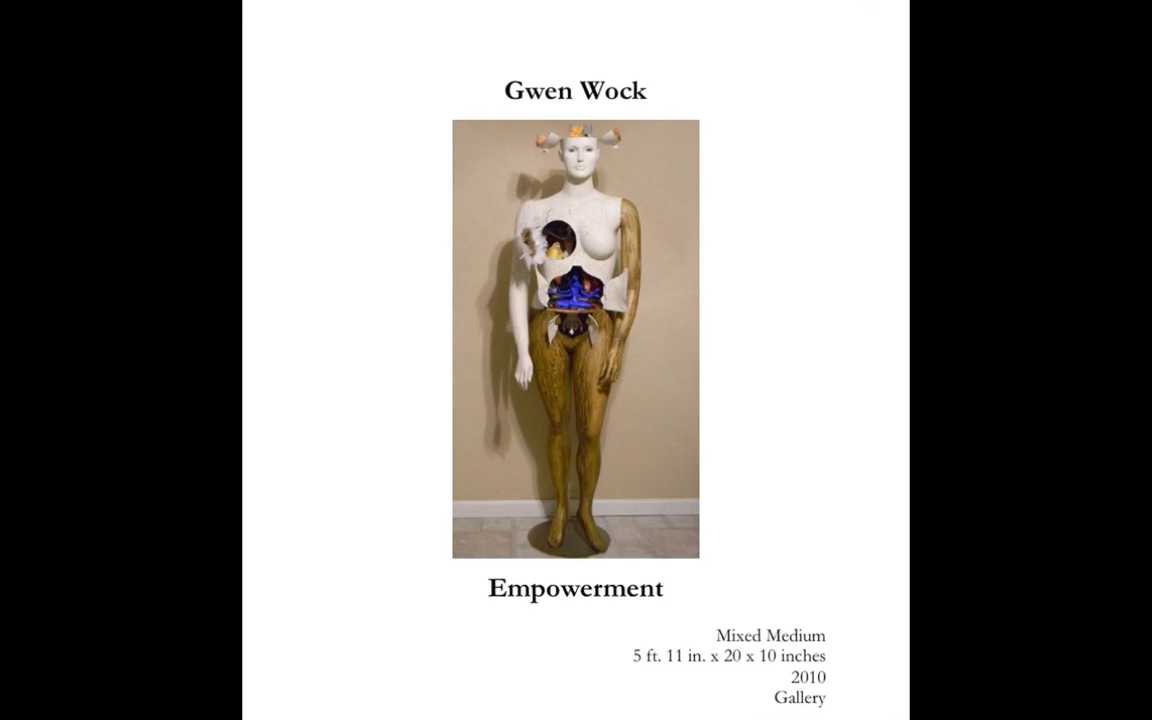 Gwen Wock
Empowerment
Mixed Medium
5 ft. 11 in. x 20 x 10 inches
2010
Gallery